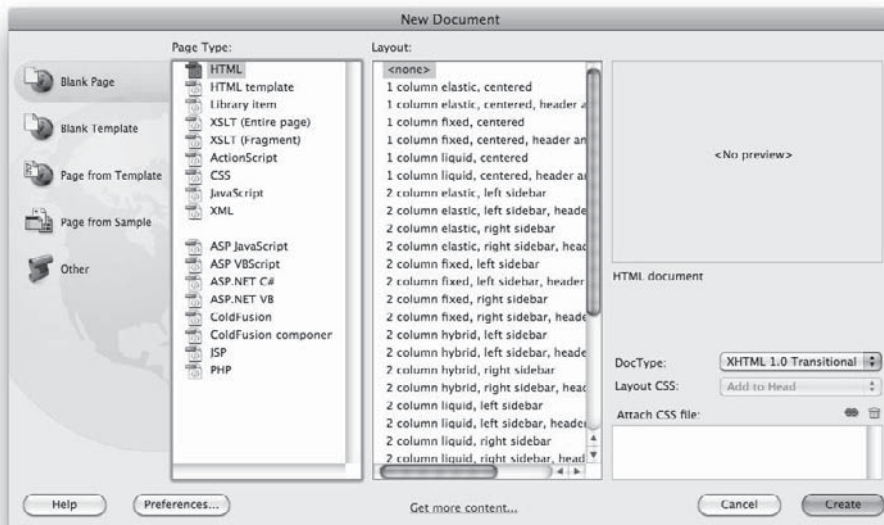 New Document
Blank Page
Blank Template
Page from Template
Page from Sample
Other
Page Type:
HTML
HTML template
Library item
XSLT (Entire page)
XSLT (Fragment)
ActionScript
CSS
JavaScript
XML
ASP JavaScript
ASP VBScript
ASP.NET C#
ASP.NET VB
ColdFusion
ColdFusion componer
JSP
PHP
Layout:
<none>
1 column elastic, centered
1 column elastic, centered, header a
1 column fixed, centered
1 column fixed, centered, header an
1 column liquid, centered
1 column liquid, centered, header a
2 column elastic, left sidebar
2 column elastic, left sidebar, heade
2 column elastic, right sidebar
2 column elastic, right sidebar, head
2 column fixed, left sidebar
2 column fixed, left sidebar, header
2 column fixed, right sidebar
2 column fixed, right sidebar, heade
2 column hybrid, left sidebar
2 column hybrid, left sidebar, heade
2 column hybrid, right sidebar
2 column hybrid, right sidebar, head
2 column liquid, left sidebar
2 column liquid, left sidebar, header
2 column liquid, right sidebar
2 column liquid, right sidebar, head
<No preview>
HTML document
DocType:
XHTML 1.0 Transitional
Layout CSS:
Add to Head
Attach CSS file:
Help
Preferences...
Get more content...
Cancel
Create